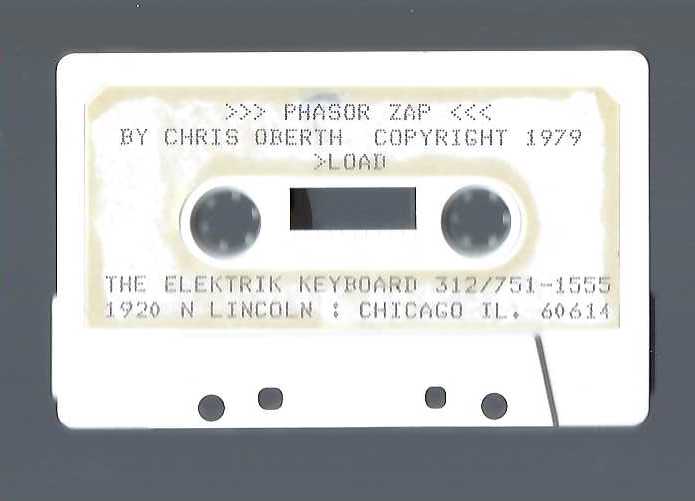 >>> PHASOR ZAP <<<
BY CHRIS OBERTH  COPYRIGHT 1979
>LOAD
THE ELEKTRIK KEYBOARD 312/751-1555
1920 N LINCOLN : CHICAGO IL. 60614